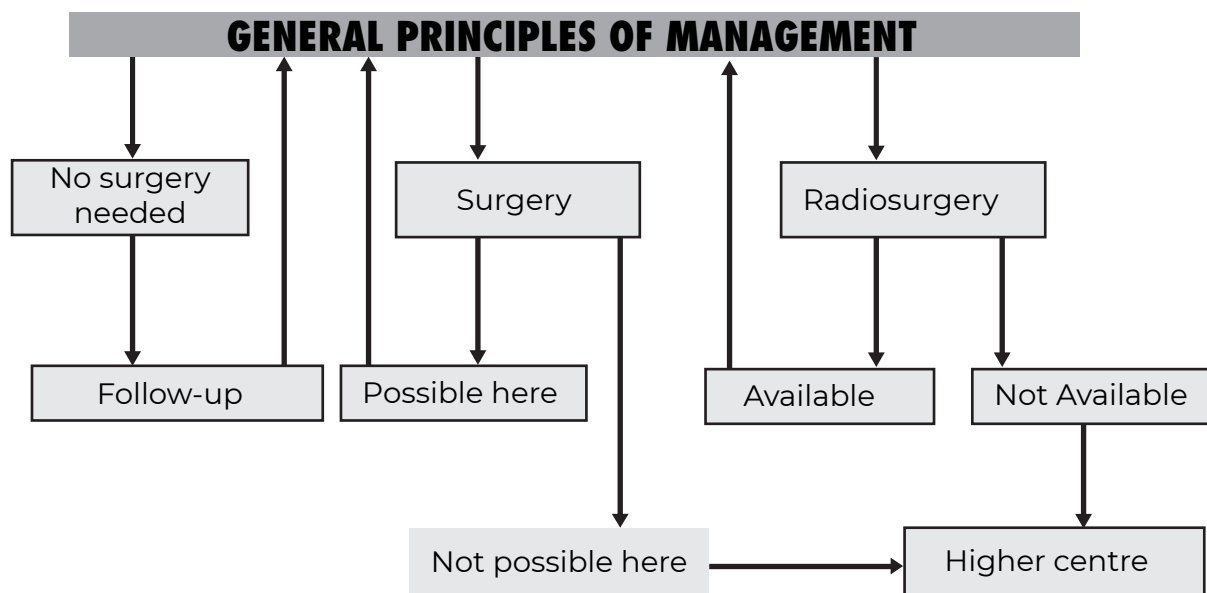 GENERAL PRINCIPLES OF MANAGEMENT
No surgery
needed
Surgery
Radiosurgery
Follow-up
Possible here
Available
Not Available
Not possible here
Higher centre